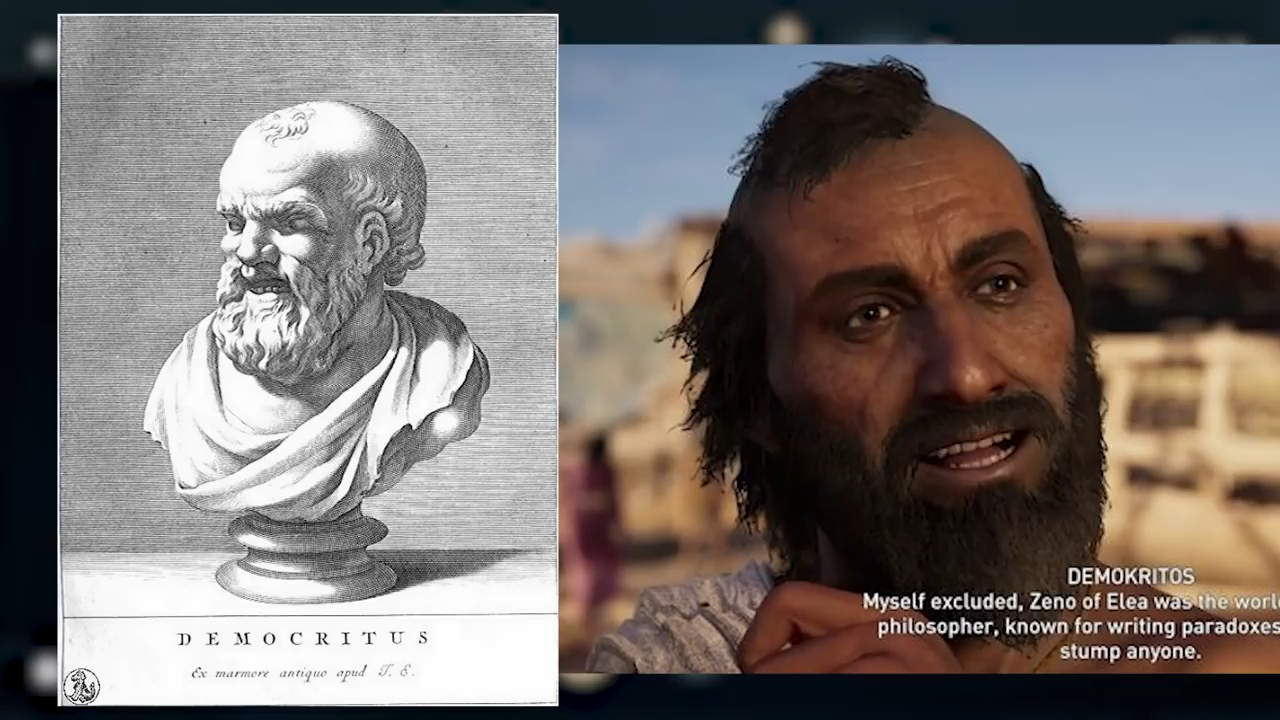 DEMOCRITUS
Ex marmore antiquo apud T. E.
DEMOKRITOS
Myself excluded, Zeno of Elea was the
philosopher, known for writing paradoxes
stump anyone.